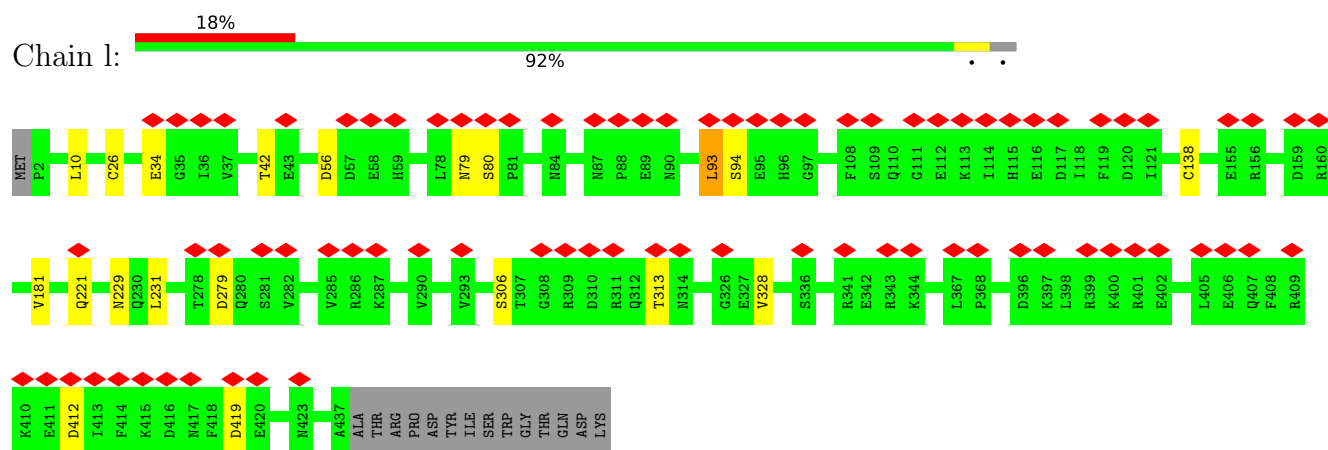 18%
Chain l:
92%
MET P2 L10 C26 E34 G35 I36 V37 T42 E43 D56 D57 E58 H59 L78 N79 S80 P81 N84 N87 P88 E89 N90 L93 S94 E95 H96 G97 F108 S109 Q110 G111 E112 K113 I114 H115 E116 D117 I118 F119 D120 I121 C138 E155 R156 D159 R160
V181 Q221 N229 Q230 L231 T278 D279 Q280 S281 V282 V285 R286 K287 V290 V293 S306 T307 G308 R309 D310 R311 Q312 T313 N314 G326 E327 V328 S336 R341 E342 R343 K344 L367 P368 D396 K397 L398 R399 K400 R401 E402 L405 E406 Q407 F408 R409
K410 E411 D412 I413 F414 K415 D416 N417 F418 D419 E420 N423 A437 ALA THR ARG PRO ASP TYR ILE SER TRP GLY THR GLN ASP LYS